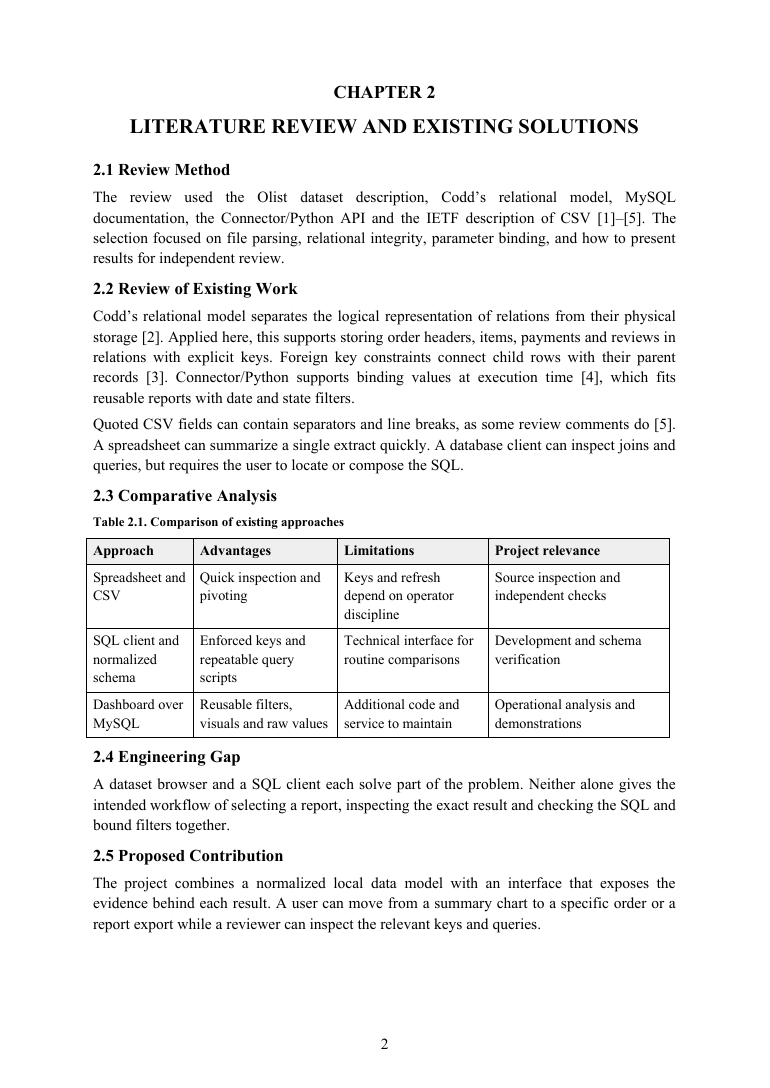 CHAPTER 2
LITERATURE REVIEW AND EXISTING SOLUTIONS
2.1 Review Method
The review used the Olist dataset description, Codd’s relational model, MySQL
documentation, the Connector/Python API and the IETF description of CSV [1]–[5]. The
selection focused on file parsing, relational integrity, parameter binding, and how to present
results for independent review.
2.2 Review of Existing Work
Codd’s relational model separates the logical representation of relations from their physical
storage [2]. Applied here, this supports storing order headers, items, payments and reviews in
relations with explicit keys. Foreign key constraints connect child rows with their parent
records [3]. Connector/Python supports binding values at execution time [4], which fits
reusable reports with date and state filters.
Quoted CSV fields can contain separators and line breaks, as some review comments do [5].
A spreadsheet can summarize a single extract quickly. A database client can inspect joins and
queries, but requires the user to locate or compose the SQL.
2.3 Comparative Analysis
Table 2.1. Comparison of existing approaches
Approach Advantages Limitations Project relevance
Spreadsheet and Quick inspection and Keys and refresh Source inspection and
CSV pivoting depend on operator independent checks
discipline
SQL client and Enforced keys and Technical interface for Development and schema
normalized repeatable query routine comparisons verification
schema scripts
Dashboard over Reusable filters, Additional code and Operational analysis and
MySQL visuals and raw values service to maintain demonstrations
2.4 Engineering Gap
A dataset browser and a SQL client each solve part of the problem. Neither alone gives the
intended workflow of selecting a report, inspecting the exact result and checking the SQL and
bound filters together.
2.5 Proposed Contribution
The project combines a normalized local data model with an interface that exposes the
evidence behind each result. A user can move from a summary chart to a specific order or a
report export while a reviewer can inspect the relevant keys and queries.
2